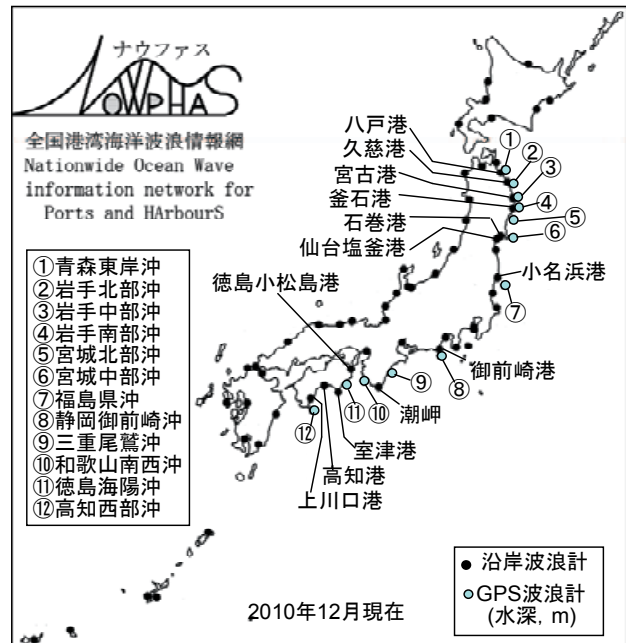 ナウファス
NOWPHAS
全国港湾海洋波浪情報網
Nationwide Ocean Wave
information network for
Ports and HArbourS
八戸港
久慈港
宮古港
釜石港
石巻港
仙台塩釜港
①
②
③
④
⑤
⑥
小名浜港
⑦
徳島小松島港
御前崎港
⑧
⑨
⑩
⑪
⑫
潮岬
室津港
高知港
上川口港
①青森東岸沖
②岩手北部沖
③岩手中部沖
④岩手南部沖
⑤宮城北部沖
⑥宮城中部沖
⑦福島県沖
⑧静岡御前崎沖
⑨三重尾鷲沖
⑩和歌山南西沖
⑪徳島海陽沖
⑫高知西部沖
2010年12月現在
沿岸波浪計
GPS波浪計
(水深, m)